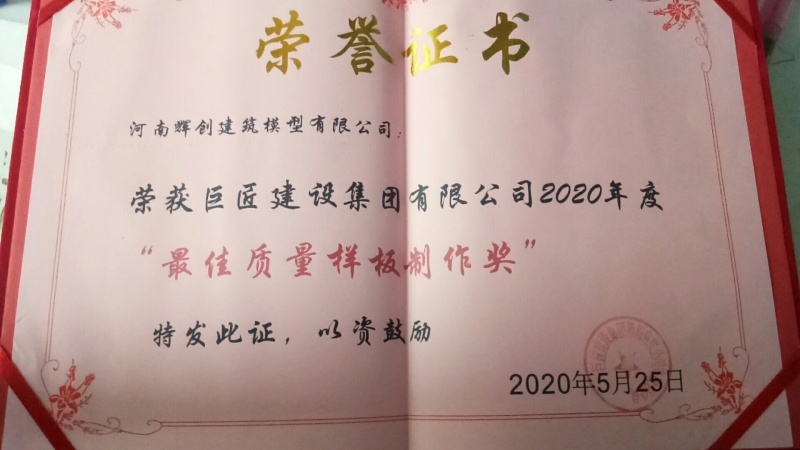 荣誉证书
河南辉创建筑模型有限公司：
荣获巨匠建设集团有限公司2020年度
“最佳质量样板制作奖”
特发此证，以资鼓励
2020年5月25日